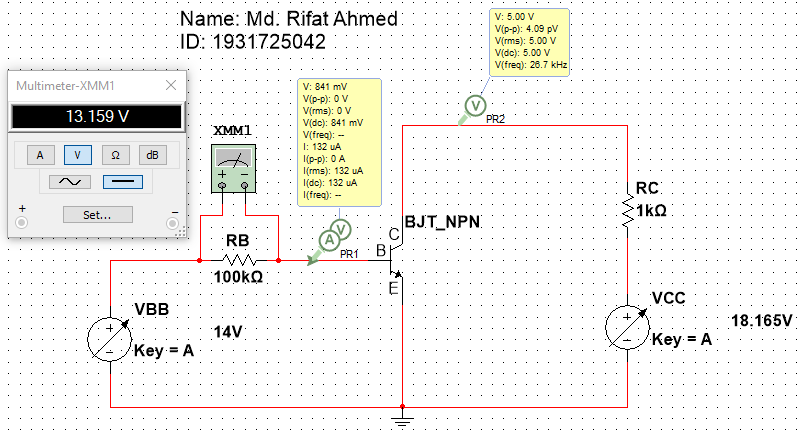 Name: Md. Rifat Ahmed
ID: 1931725042
V: 5.00 V
V(p-p): 4.09 pV
V(rms): 5.00 V
V(dc): 5.00 V
V(freq): 26.7 kHz
V
PR2
Multimeter-XMM1
13.159 V
A
V
Ω
dB
+
Set...
−
V: 841 mV
V(p-p): 0 V
V(rms): 0 V
V(dc): 841 mV
V(freq): --
I: 132 uA
I(p-p): 0 A
I(rms): 132 uA
I(dc): 132 uA
I(freq): --
XMM1
+ −
V
A
PR1
RB
100kΩ
BJT_NPN
C
B
E
RC
1kΩ
VBB
+
−
Key = A
14V
VCC
+
−
Key = A
18.165V